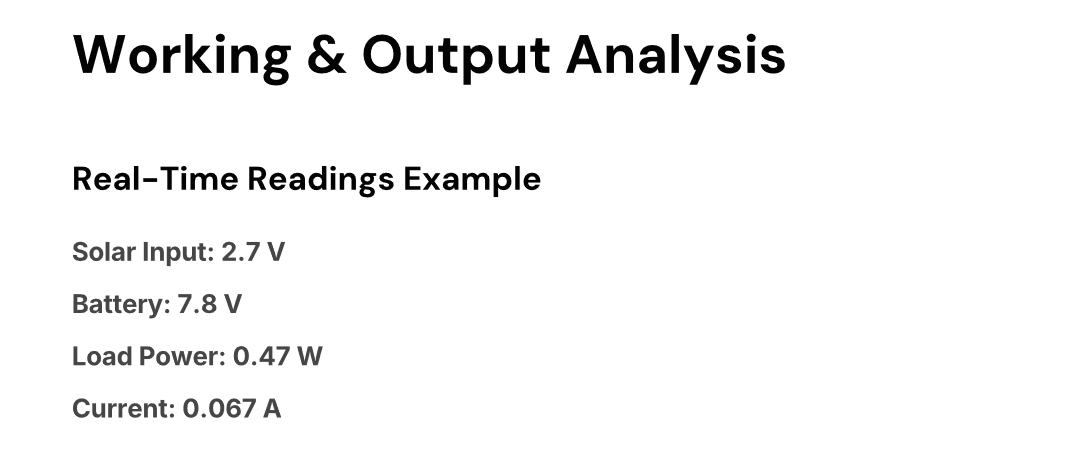 Working & Output Analysis
Real-Time Readings Example
Solar Input: 2.7 V
Battery: 7.8 V
Load Power: 0.47 W
Current: 0.067 A